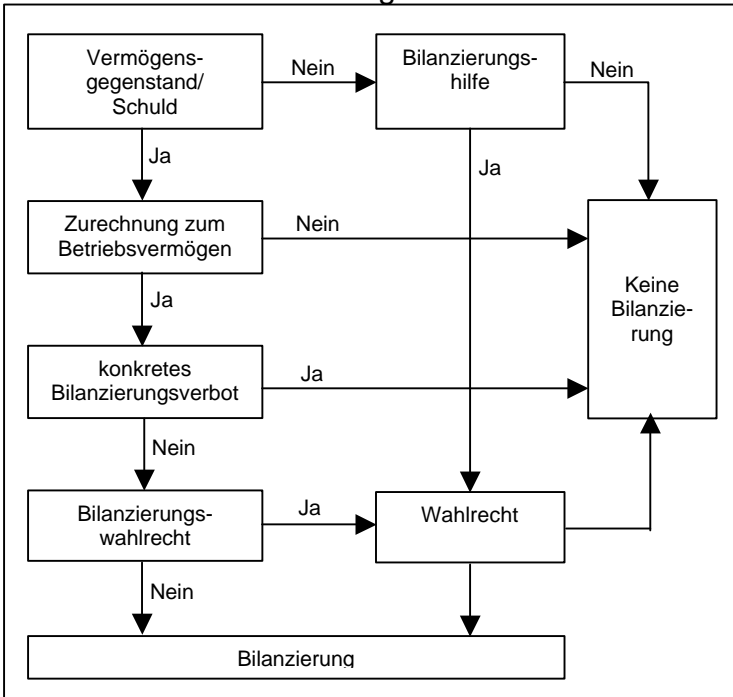 Vermögens-
gegenstand/
Schuld
Nein
Bilanzierungs-
hilfe
Nein
Ja
Ja
Zurechnung zum
Betriebsvermögen
Nein
Keine
Bilanzie-
rung
Ja
konkretes
Bilanzierungsverbot
Ja
Nein
Bilanzierungs-
wahlrecht
Ja
Wahlrecht
Nein
Bilanzierung